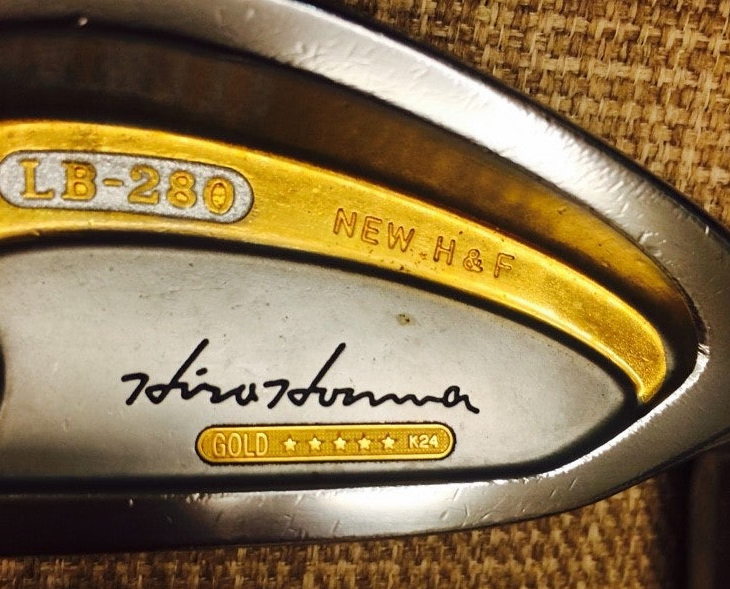 LB-280
NEW H&F
Hiro Honma
GOLD ★★★★★ K24